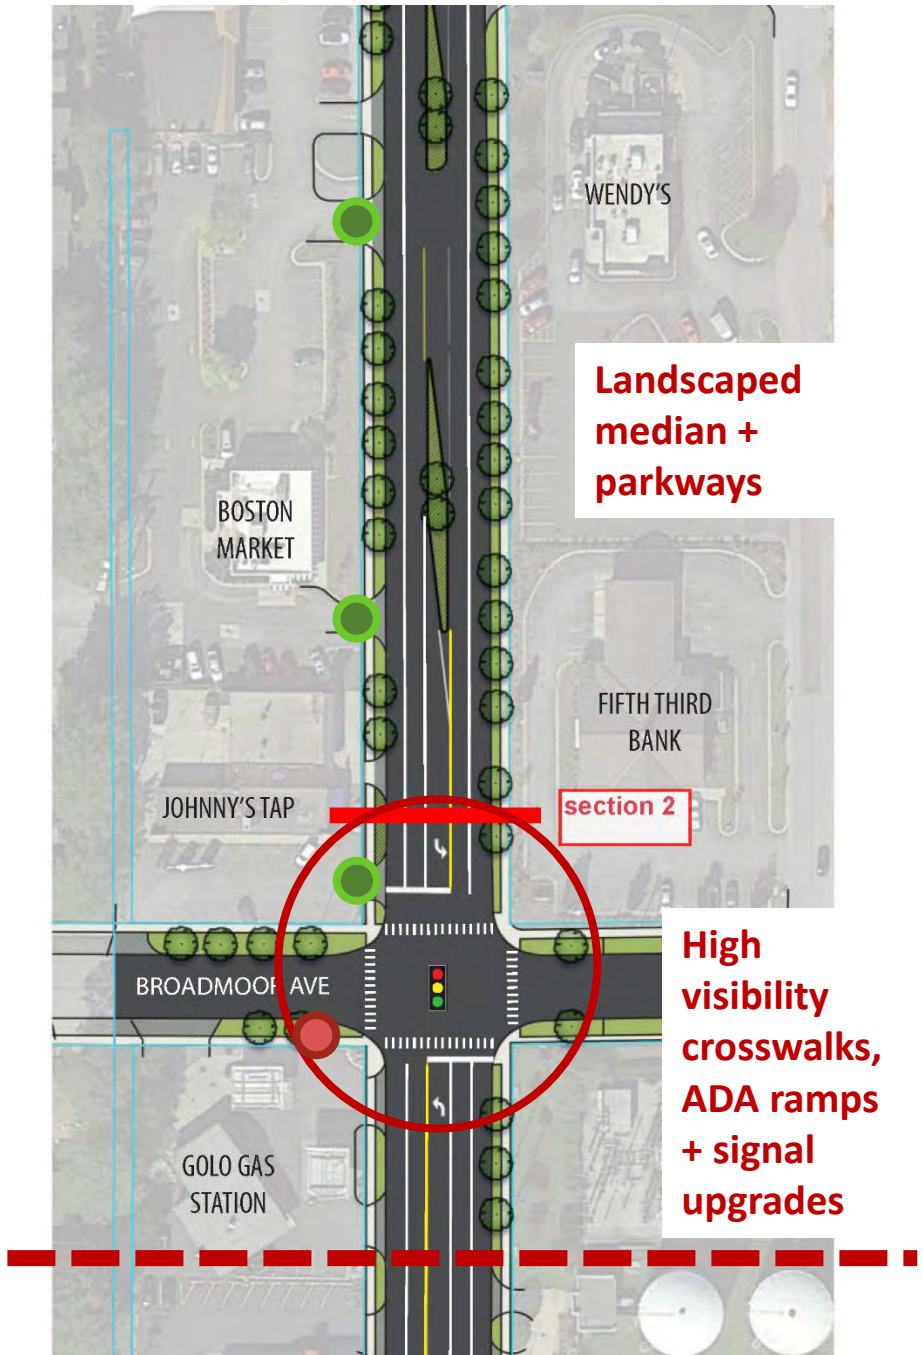 WENDY'S
Landscaped
median +
parkways
BOSTON
MARKET
FIFTH THIRD
BANK
JOHNNY'S TAP
section 2
High
visibility
crosswalks,
ADA ramps
+ signal
upgrades
BROADMOOR AVE
GOLO GAS
STATION